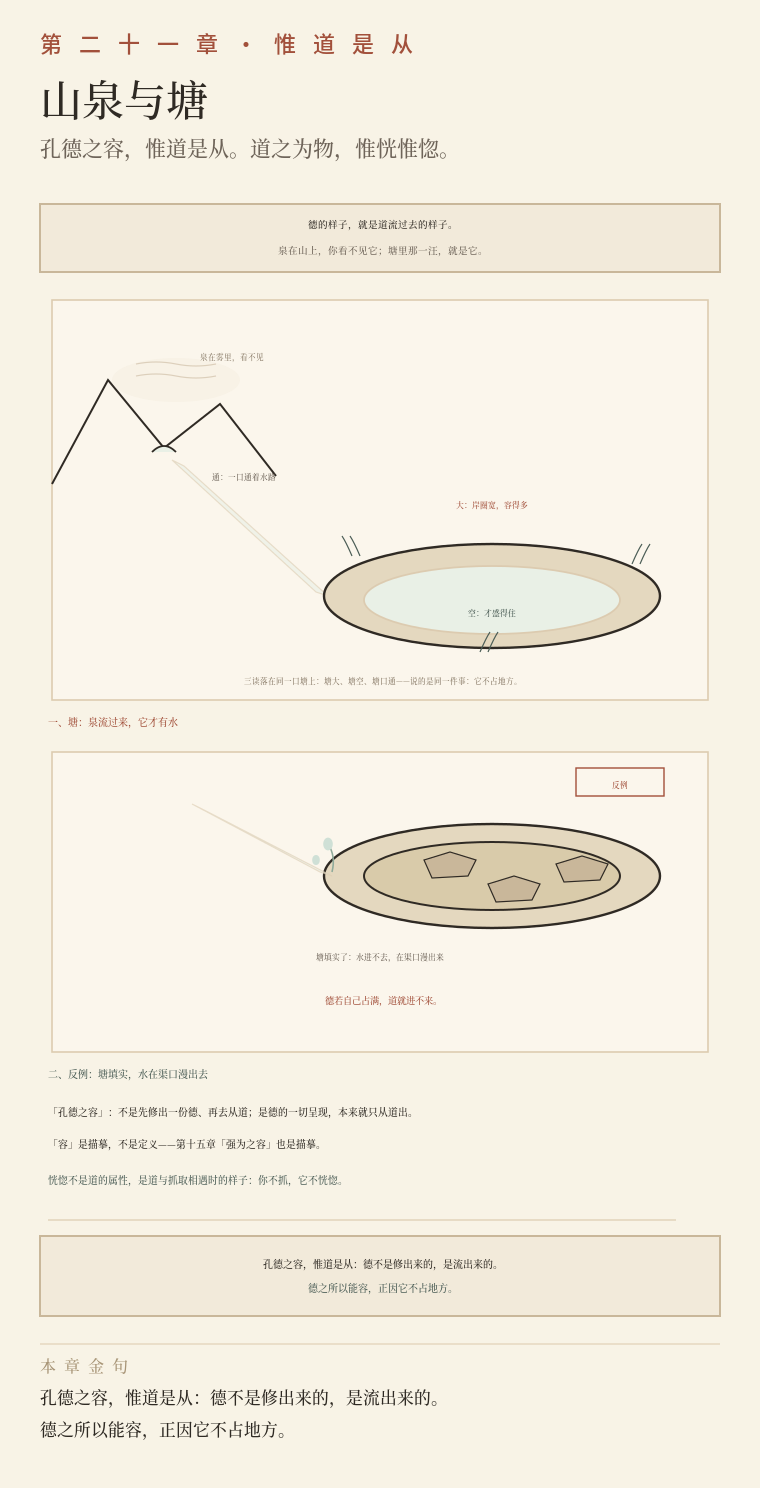 第二十一章·惟道是从
山泉与塘
孔德之容，惟道是从。道之为物，惟恍惟惚。
德的样子，就是道流过去的样子。
泉在山上，你看不见它；塘里那一汪，就是它。
泉在雾里，看不见
通：一口通着水路
大：岸圈宽，容得多
空：才盛得住
三读落在同一口塘上：塘大、塘空、塘口通——说的是同一件事：它不占地方。
一、塘：泉流过来，它才有水
反例
塘填实了：水进不去，在渠口漫出来
德若自己占满，道就进不来。
二、反例：塘填实，水在渠口漫出去
「孔德之容」：不是先修出一份德、再去从道；是德的一切呈现，本来就只从道出。
「容」是描摹，不是定义——第十五章「强为之容」也是描摹。
恍惚不是道的属性，是道与抓取相遇时的样子：你不抓，它不恍惚。
孔德之容，惟道是从：德不是修出来的，是流出来的。
德之所以能容，正因它不占地方。
本章金句
孔德之容，惟道是从：德不是修出来的，是流出来的。
德之所以能容，正因它不占地方。